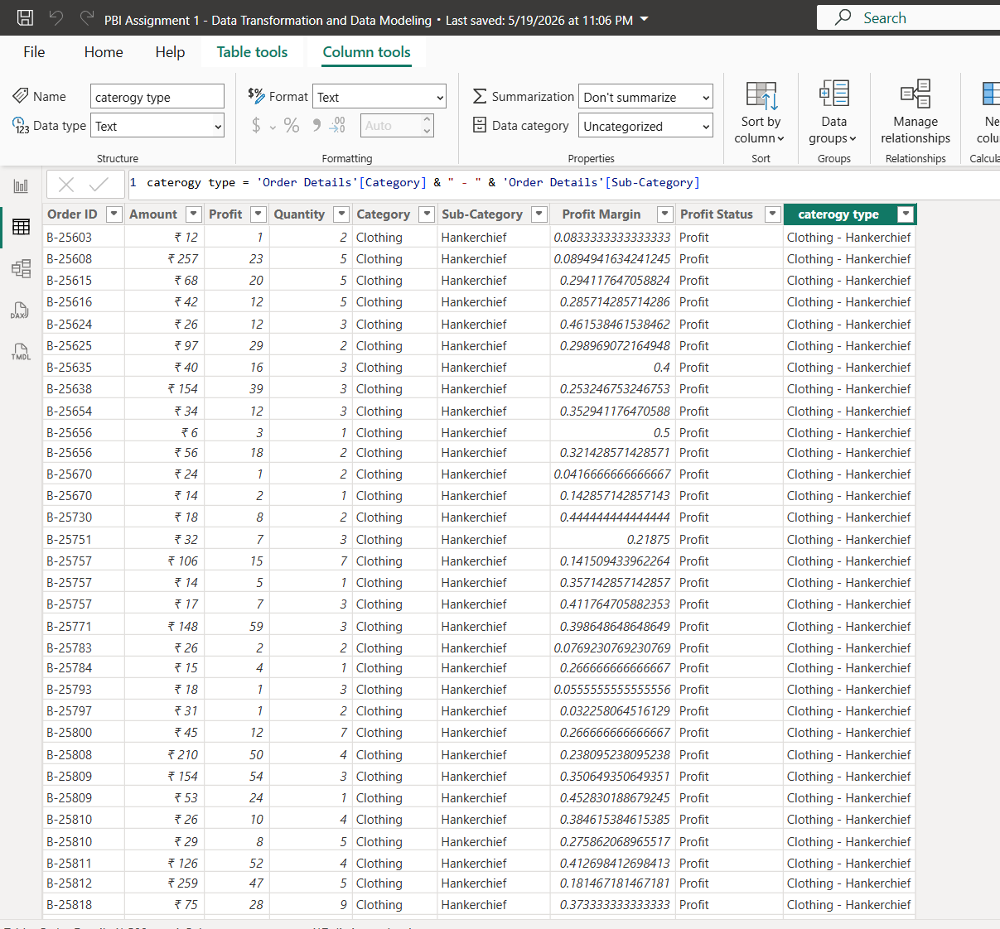 PBI Assignment 1 - Data Transformation and Data Modeling • Last saved: 5/19/2026 at 11:06 PM
Search
File Home Help Table tools Column tools
Name caterogy type
$% Format Text
Σ Summarization Don't summarize
Sort by column
Data groups
Manage relationships
123 Data type Text
$ % 9 .00 Auto
Data category Uncategorized
Structure Formatting Properties Sort Groups Relationships
1 caterogy type = 'Order Details'[Category] & " - " & 'Order Details'[Sub-Category]
DAX
TMDL
Order ID Amount Profit Quantity Category Sub-Category Profit Margin Profit Status caterogy type
B-25603 ₹ 12 1 2 Clothing Hankerchief 0.0833333333333333 Profit Clothing - Hankerchief
B-25608 ₹ 257 23 5 Clothing Hankerchief 0.0894941634241245 Profit Clothing - Hankerchief
B-25615 ₹ 68 20 5 Clothing Hankerchief 0.294117647058824 Profit Clothing - Hankerchief
B-25616 ₹ 42 12 5 Clothing Hankerchief 0.285714285714286 Profit Clothing - Hankerchief
B-25624 ₹ 26 12 3 Clothing Hankerchief 0.461538461538462 Profit Clothing - Hankerchief
B-25625 ₹ 97 29 2 Clothing Hankerchief 0.298969072164948 Profit Clothing - Hankerchief
B-25635 ₹ 40 16 3 Clothing Hankerchief 0.4 Profit Clothing - Hankerchief
B-25638 ₹ 154 39 3 Clothing Hankerchief 0.253246753246753 Profit Clothing - Hankerchief
B-25654 ₹ 34 12 3 Clothing Hankerchief 0.352941176470588 Profit Clothing - Hankerchief
B-25656 ₹ 6 3 1 Clothing Hankerchief 0.5 Profit Clothing - Hankerchief
B-25656 ₹ 56 18 2 Clothing Hankerchief 0.321428571428571 Profit Clothing - Hankerchief
B-25670 ₹ 24 1 2 Clothing Hankerchief 0.0416666666666667 Profit Clothing - Hankerchief
B-25670 ₹ 14 2 1 Clothing Hankerchief 0.142857142857143 Profit Clothing - Hankerchief
B-25730 ₹ 18 8 2 Clothing Hankerchief 0.444444444444444 Profit Clothing - Hankerchief
B-25751 ₹ 32 7 3 Clothing Hankerchief 0.21875 Profit Clothing - Hankerchief
B-25757 ₹ 106 15 7 Clothing Hankerchief 0.141509433962264 Profit Clothing - Hankerchief
B-25757 ₹ 14 5 1 Clothing Hankerchief 0.357142857142857 Profit Clothing - Hankerchief
B-25757 ₹ 17 7 3 Clothing Hankerchief 0.411764705882353 Profit Clothing - Hankerchief
B-25771 ₹ 148 59 3 Clothing Hankerchief 0.398648648648649 Profit Clothing - Hankerchief
B-25783 ₹ 26 2 2 Clothing Hankerchief 0.0769230769230769 Profit Clothing - Hankerchief
B-25784 ₹ 15 4 1 Clothing Hankerchief 0.266666666666667 Profit Clothing - Hankerchief
B-25793 ₹ 18 1 3 Clothing Hankerchief 0.0555555555555556 Profit Clothing - Hankerchief
B-25797 ₹ 31 1 2 Clothing Hankerchief 0.032258064516129 Profit Clothing - Hankerchief
B-25800 ₹ 45 12 7 Clothing Hankerchief 0.266666666666667 Profit Clothing - Hankerchief
B-25808 ₹ 210 50 4 Clothing Hankerchief 0.238095238095238 Profit Clothing - Hankerchief
B-25809 ₹ 154 54 3 Clothing Hankerchief 0.350649350649351 Profit Clothing - Hankerchief
B-25809 ₹ 53 24 1 Clothing Hankerchief 0.452830188679245 Profit Clothing - Hankerchief
B-25810 ₹ 26 10 4 Clothing Hankerchief 0.384615384615385 Profit Clothing - Hankerchief
B-25810 ₹ 29 8 5 Clothing Hankerchief 0.275862068965517 Profit Clothing - Hankerchief
B-25811 ₹ 126 52 4 Clothing Hankerchief 0.412698412698413 Profit Clothing - Hankerchief
B-25812 ₹ 259 47 5 Clothing Hankerchief 0.181467181467181 Profit Clothing - Hankerchief
B-25818 ₹ 75 28 9 Clothing Hankerchief 0.373333333333333 Profit Clothing - Hankerchief